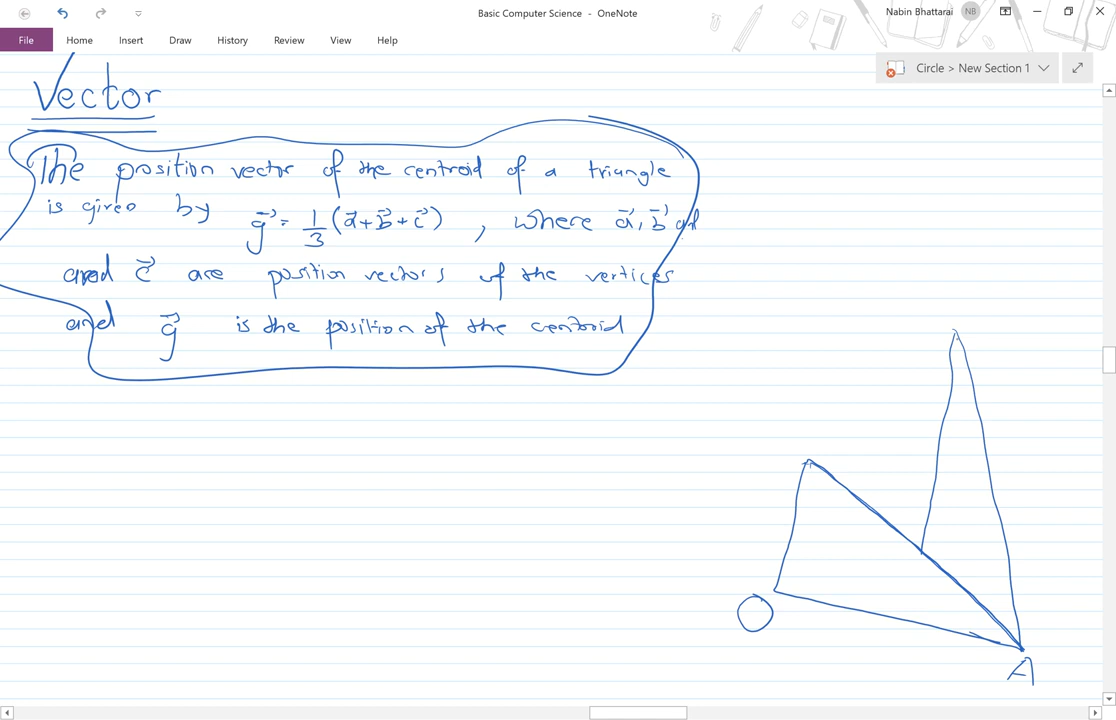 Basic Computer Science - OneNote
Nabin Bhattarai
NB
File Home Insert Draw History Review View Help
Circle > New Section 1
Vector
The position vector of the centroid of a triangle
is given by g⃗ = 1/3 (a⃗ + b⃗ + c⃗) , where a⃗, b⃗
and c⃗ are position vectors of the vertices
and g⃗ is the position of the centroid
O
A